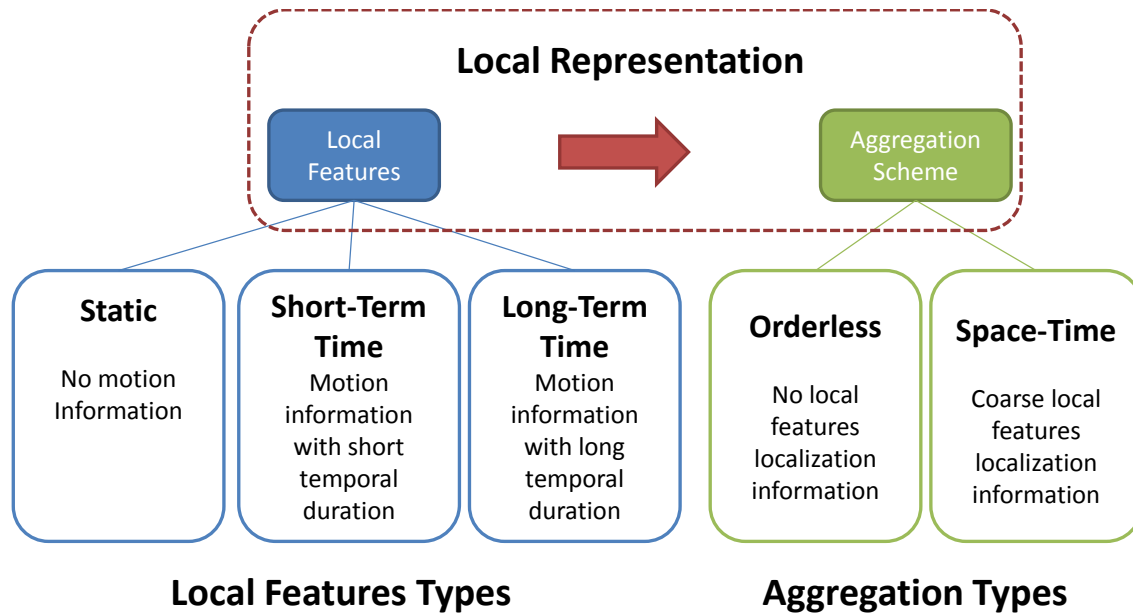 Local Representation
Local
Features
Aggregation
Scheme
Static
No motion
Information
Short-Term
Time
Motion
information
with short
temporal
duration
Long-Term
Time
Motion
information
with long
temporal
duration
Orderless
No local
features
localization
information
Space-Time
Coarse local
features
localization
information
Local Features Types
Aggregation Types